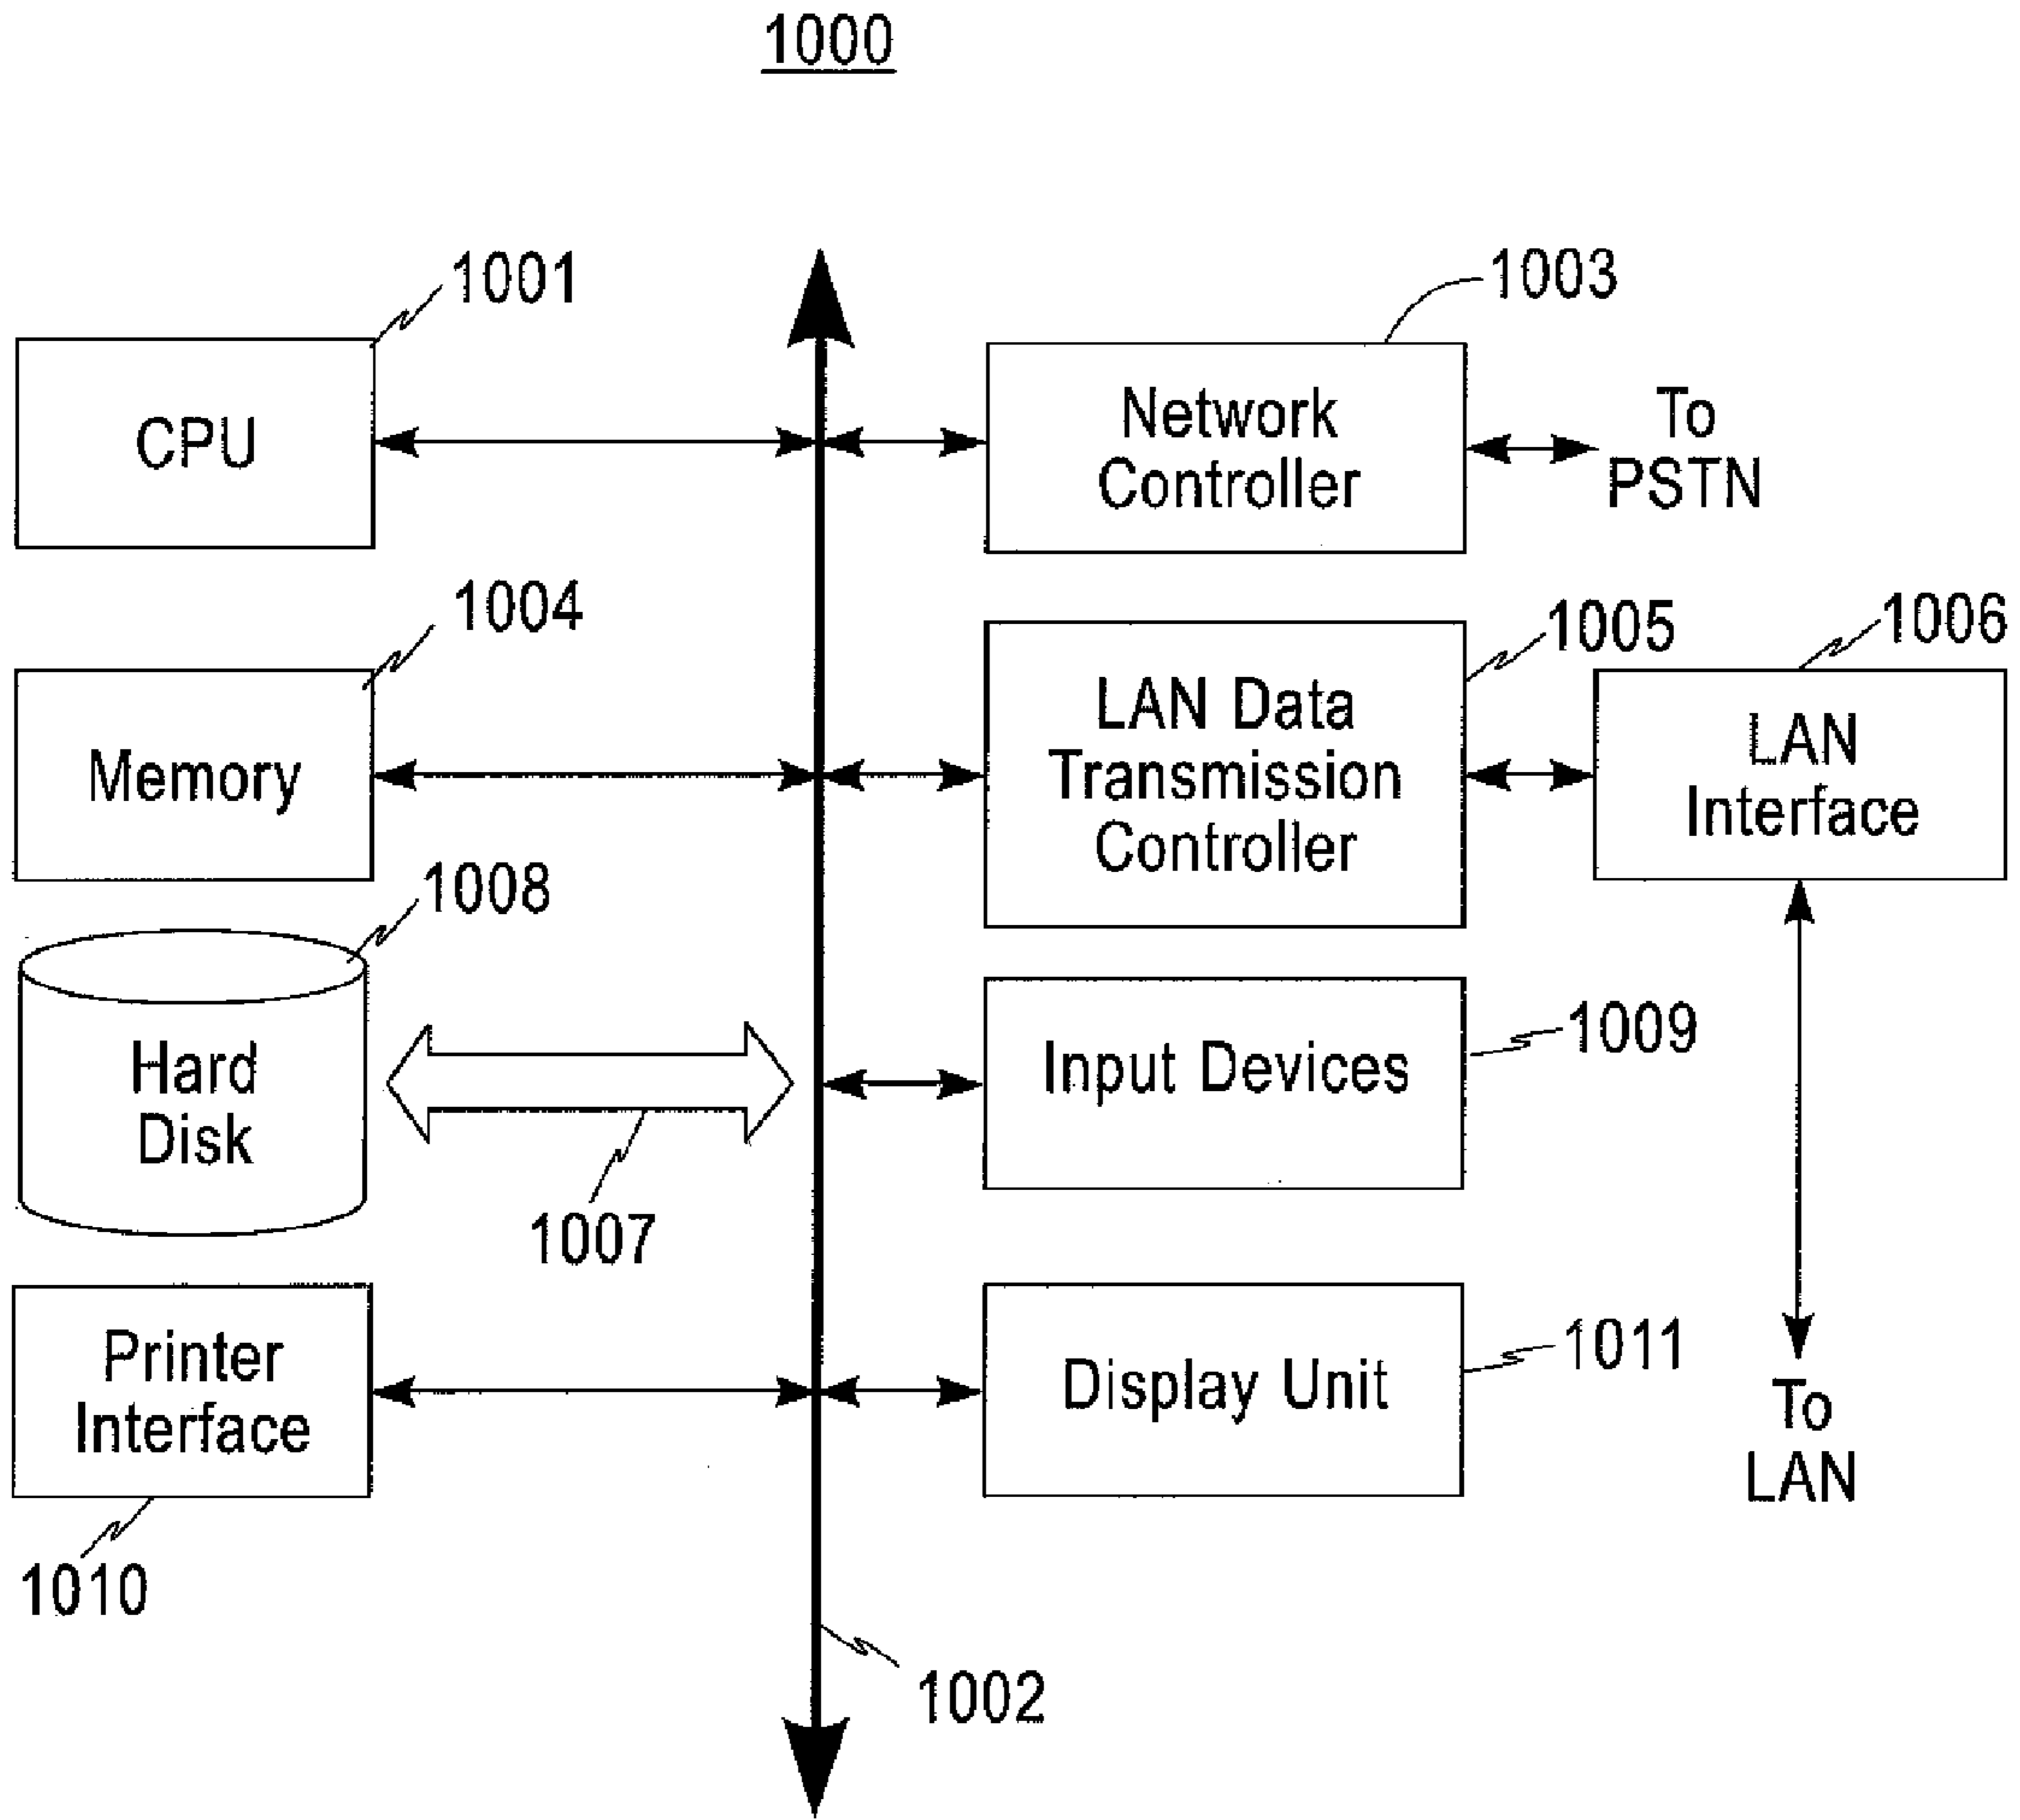 1000
1001
1003
CPU
Network
Controller
To
PSTN
1004
1005
1006
Memory
LAN Data
Transmission
Controller
LAN
Interface
1008
1009
Hard
Disk
Input Devices
1007
Printer
Interface
1011
Display Unit
To
LAN
1010
1002